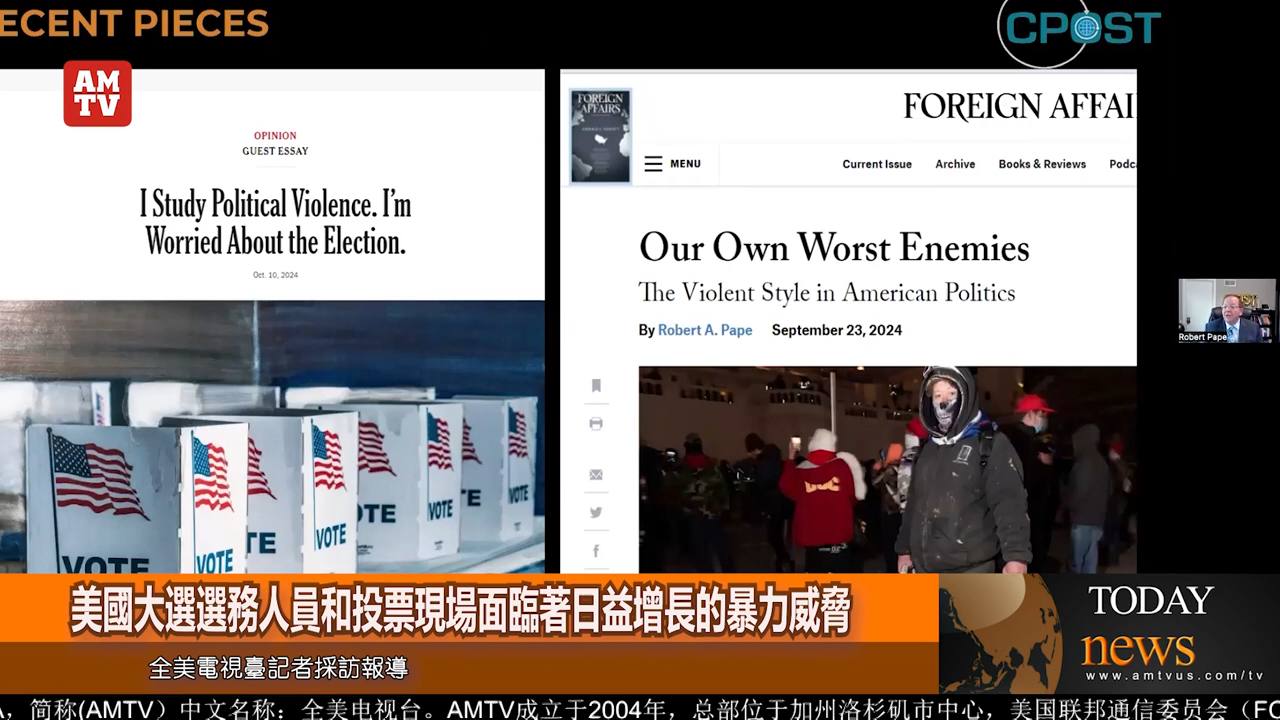 ECENT PIECES
CPOST
AM
TV
OPINION
GUEST ESSAY
I Study Political Violence. I'm
Worried About the Election.
Oct. 10, 2024
FOREIGN
AFFAIRS
FOREIGN AFFAI
MENU
Current Issue
Archive
Books & Reviews
Podc
Our Own Worst Enemies
The Violent Style in American Politics
By Robert A. Pape
September 23, 2024
Robert Pape
VOTE
VOTE
TE
VOTE
OTE
VOTE
VOTE
美國大選選務人員和投票現場面臨著日益增長的暴力威脅
全美電視臺記者採訪報導
TODAY
news
www.amtvus.com/tv
A，简称(AMTV）中文名称：全美电视台。AMTV成立于2004年，总部位于加州洛杉矶市中心，美国联邦通信委员会（FC